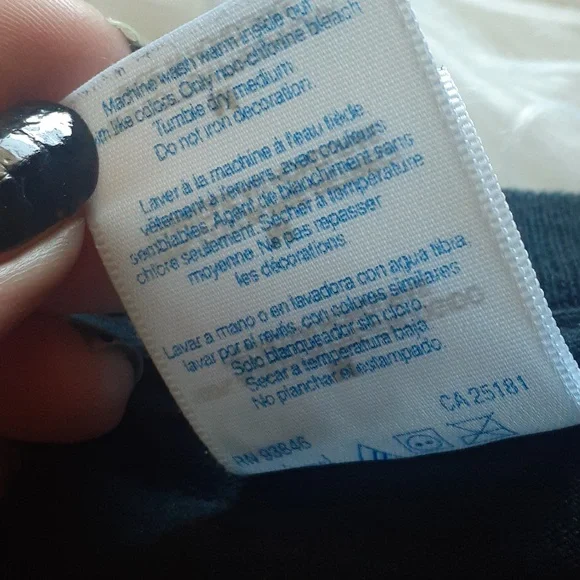 Machine wash warm inside out
like colors. Only non-chlorine bleach
Tumble dry medium
Do not iron decoration
Laver à la machine à l'eau tiède
vêtement à l'envers, avec couleurs
semblables. Agent de blanchiment sans
chlore seulement. Sécher à température
moyenne. Ne pas repasser
les décorations
Lavar a mano o en lavadora con agua tibia,
lavar por el revés, con colores similares
Solo blanqueador sin cloro
Secar a temperatura baja
No planchar el estampado
RN 93846
CA 25181